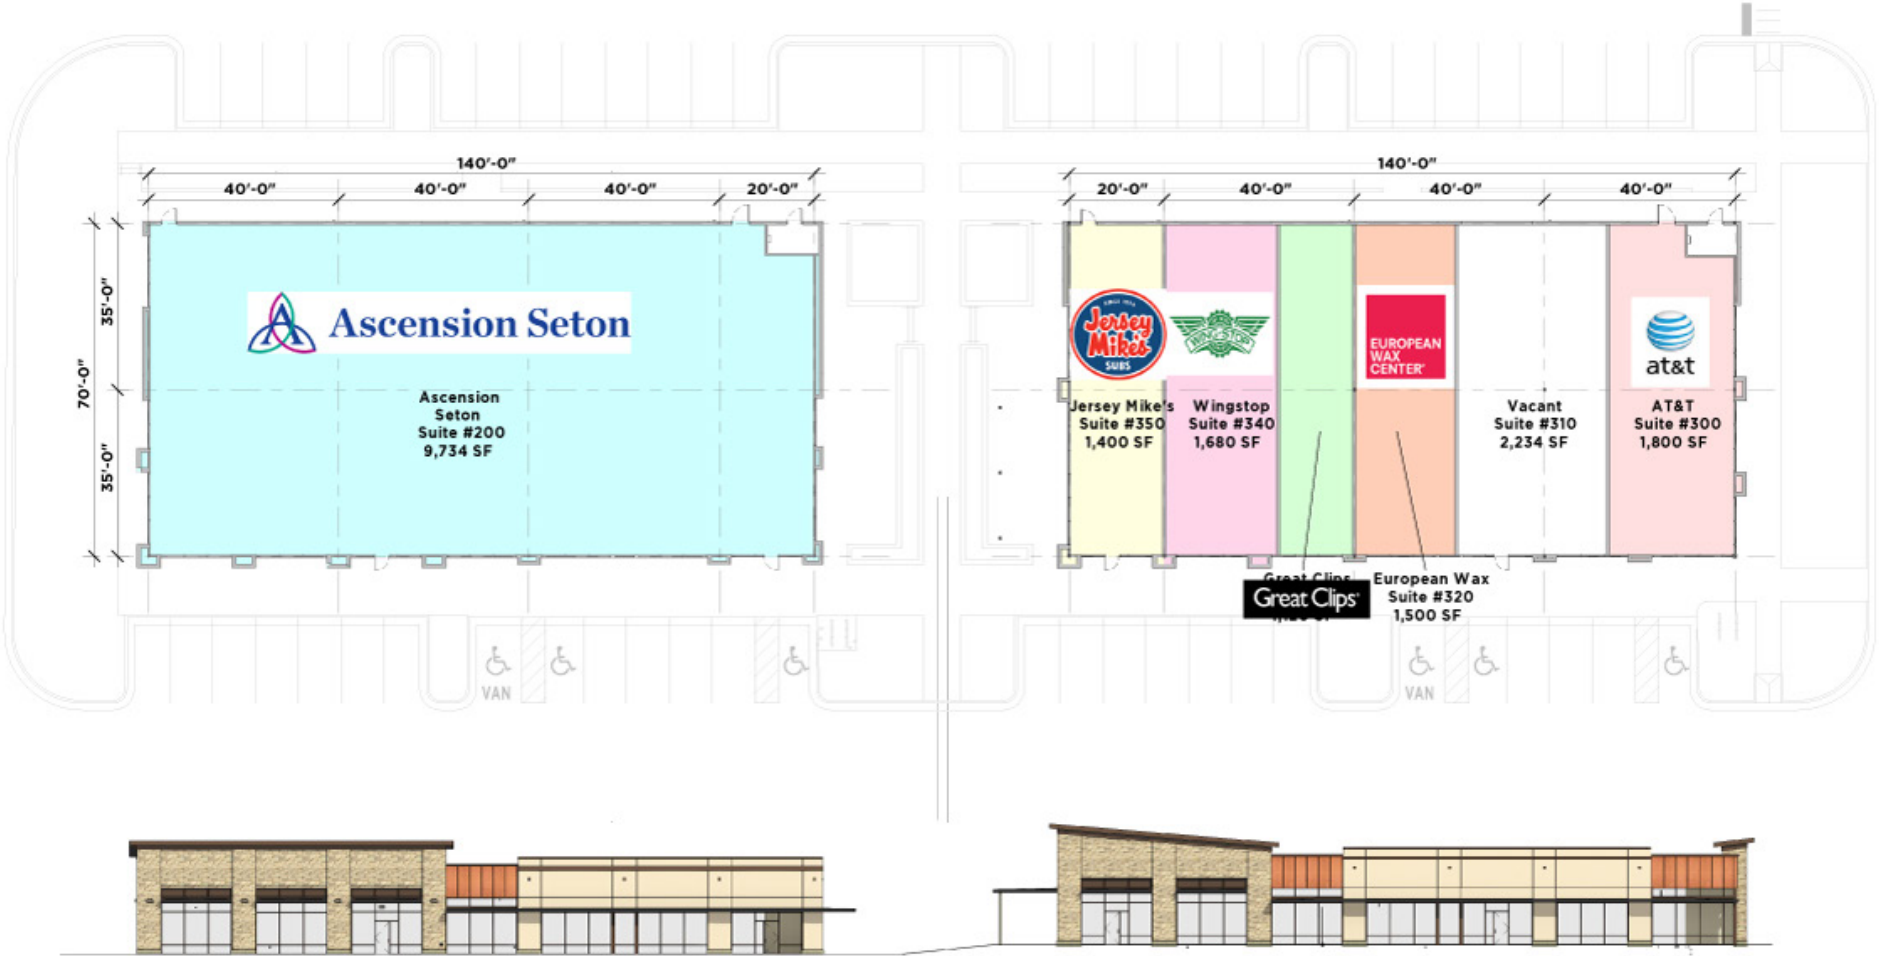 140'-0"
140'-0"
40'-0"
40'-0"
40'-0"
20'-0"
20'-0"
40'-0"
40'-0"
40'-0"
70'-0"
35'-0"
35'-0"
Ascension Seton
Ascension
Seton
Suite #200
9,734 SF
Jersey
Mike's
SUBS
Jersey Mike's
Suite #350
1,400 SF
WINGSTOP
Wingstop
Suite #340
1,680 SF
EUROPEAN
WAX
CENTER
Vacant
Suite #310
2,234 SF
at&t
AT&T
Suite #300
1,800 SF
Great Clips
Great Clips
European Wax
Suite #320
1,500 SF
VAN
VAN